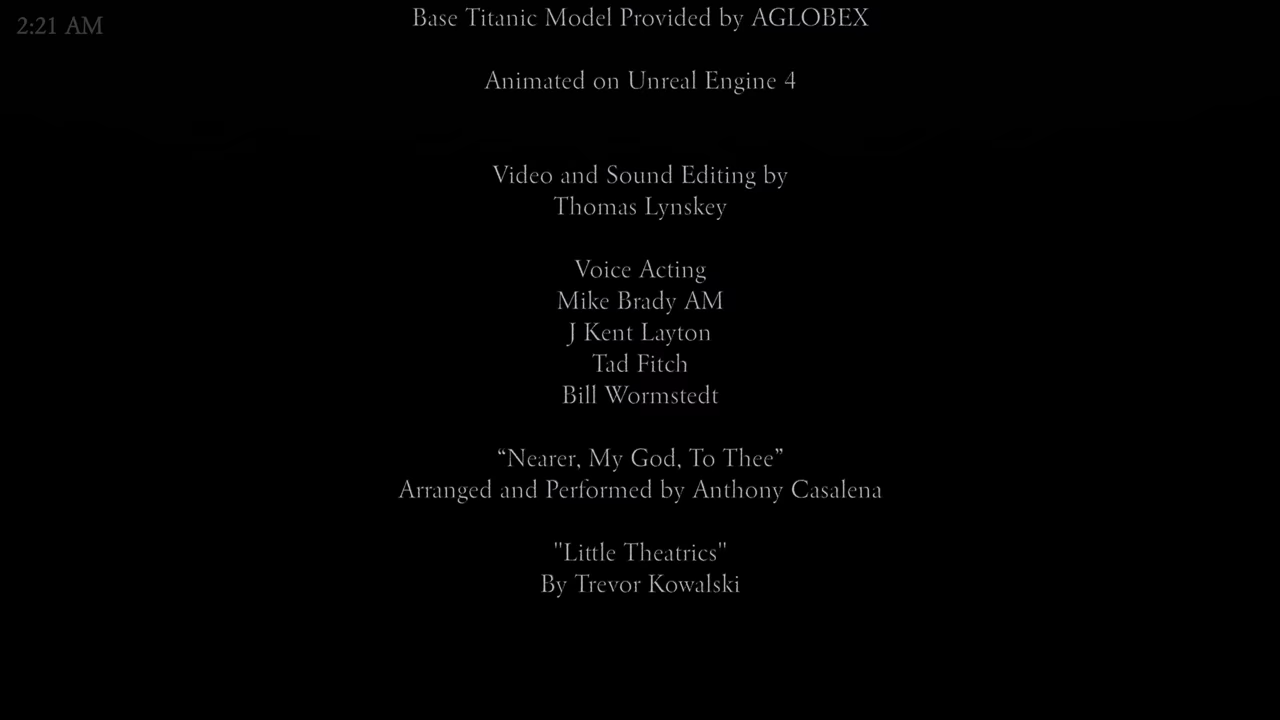 2:21 AM
Base Titanic Model Provided by AGLOBEX
Animated on Unreal Engine 4
Video and Sound Editing by
Thomas Lynskey
Voice Acting
Mike Brady AM
J Kent Layton
Tad Fitch
Bill Wormstedt
“Nearer, My God, To Thee”
Arranged and Performed by Anthony Casalena
"Little Theatrics"
By Trevor Kowalski